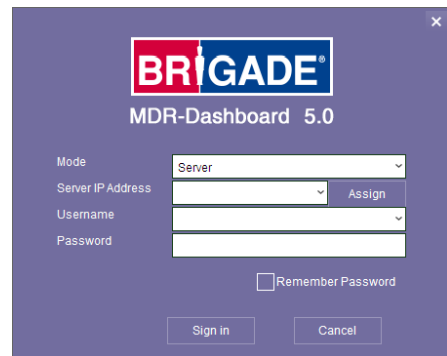 BRIGADE®
MDR-Dashboard 5.0
Mode
Server
Server IP Address
Assign
Username
Password
Remember Password
Sign in
Cancel